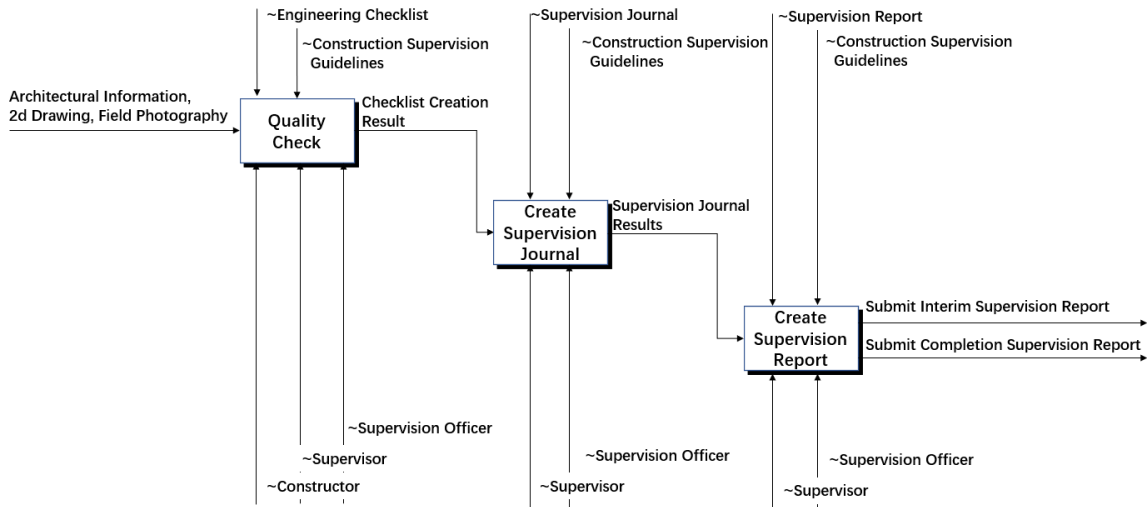 ~Engineering Checklist
~Construction Supervision
Guidelines
Architectural Information,
2d Drawing, Field Photography
Quality
Check
Checklist Creation
Result
~Supervision Officer
~Supervisor
~Constructor
~Supervision Journal
~Construction Supervision
Guidelines
Create
Supervision
Journal
Supervision Journal
Results
~Supervision Officer
~Supervisor
~Supervision Report
~Construction Supervision
Guidelines
Create
Supervision
Report
Submit Interim Supervision Report
Submit Completion Supervision Report
~Supervision Officer
~Supervisor